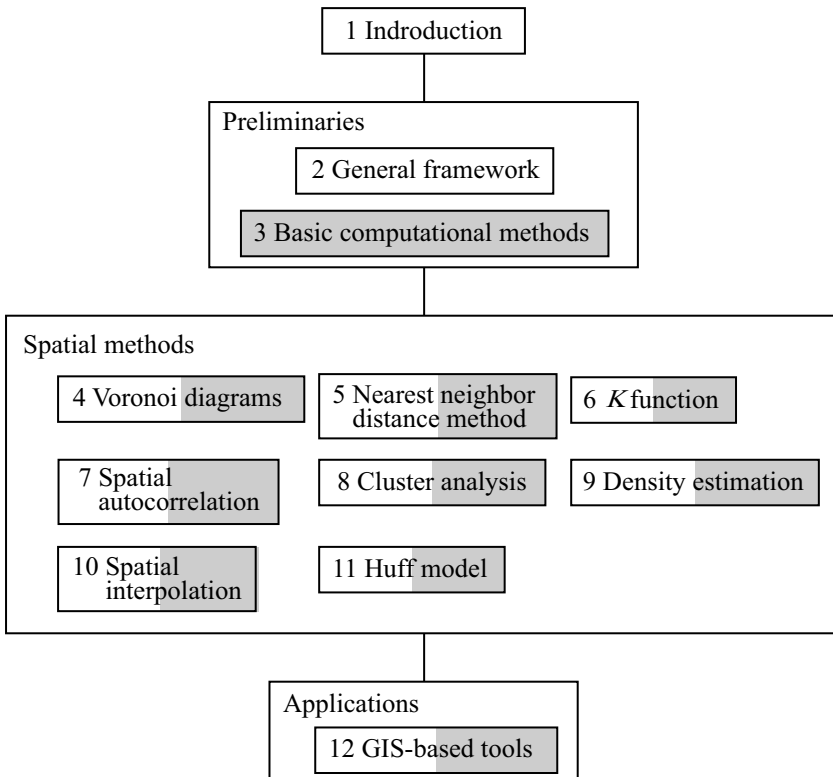 1 Indroduction
Preliminaries
2 General framework
3 Basic computational methods
Spatial methods
4 Voronoi diagrams
5 Nearest neighbor
distance method
6 K function
7 Spatial
autocorrelation
8 Cluster analysis
9 Density estimation
10 Spatial
interpolation
11 Huff model
Applications
12 GIS-based tools